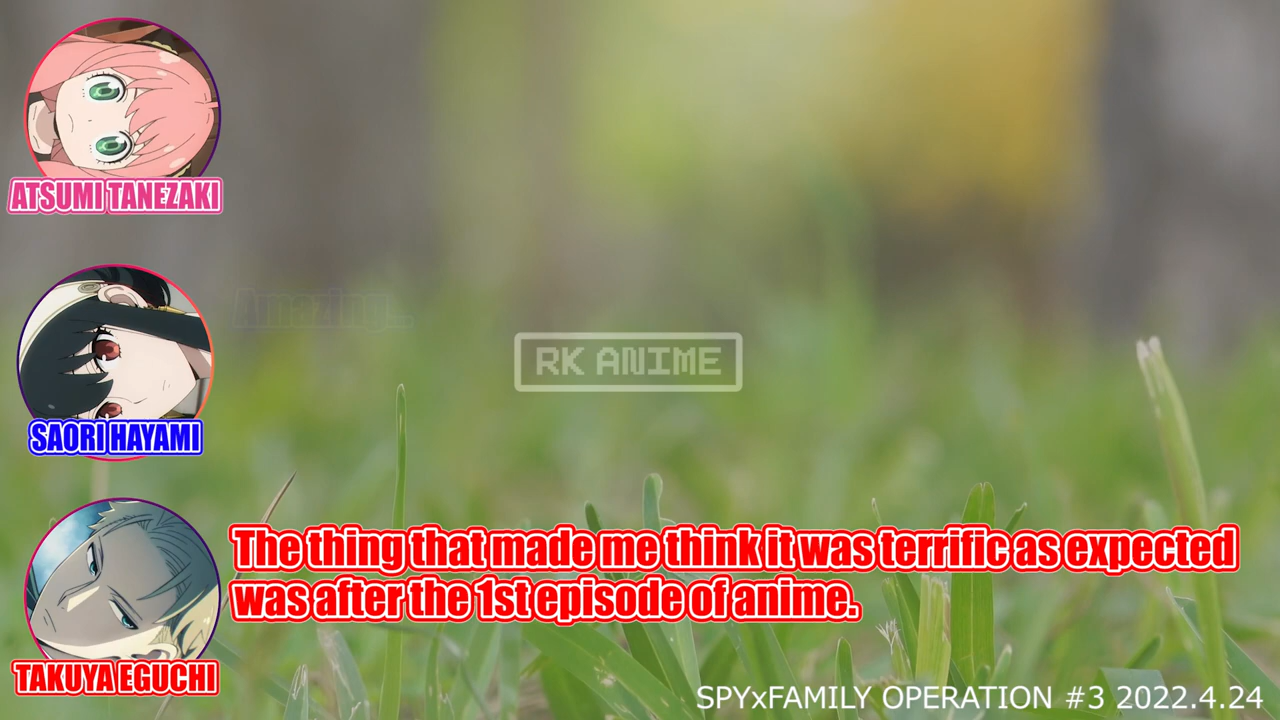 ATSUMI TANEZAKI
Amazing...
SAORI HAYAMI
RK ANIME
The thing that made me think it was terrific as expected
was after the 1st episode of anime.
TAKUYA EGUCHI
SPYxFAMILY OPERATION #3 2022.4.24